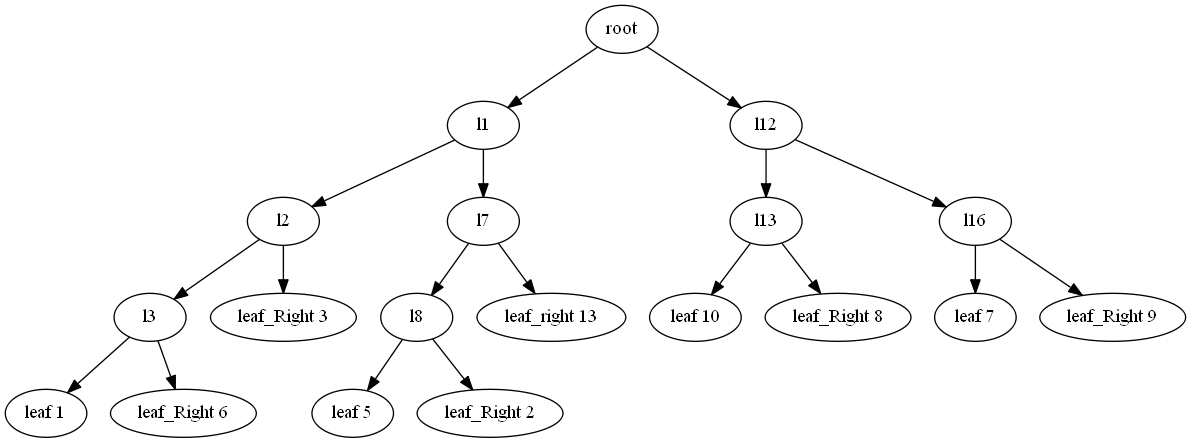 root
l1
l12
l2
l7
l13
l16
l3
leaf_Right 3
l8
leaf_right 13
leaf 10
leaf_Right 8
leaf 7
leaf_Right 9
leaf 1
leaf_Right 6
leaf 5
leaf_Right 2